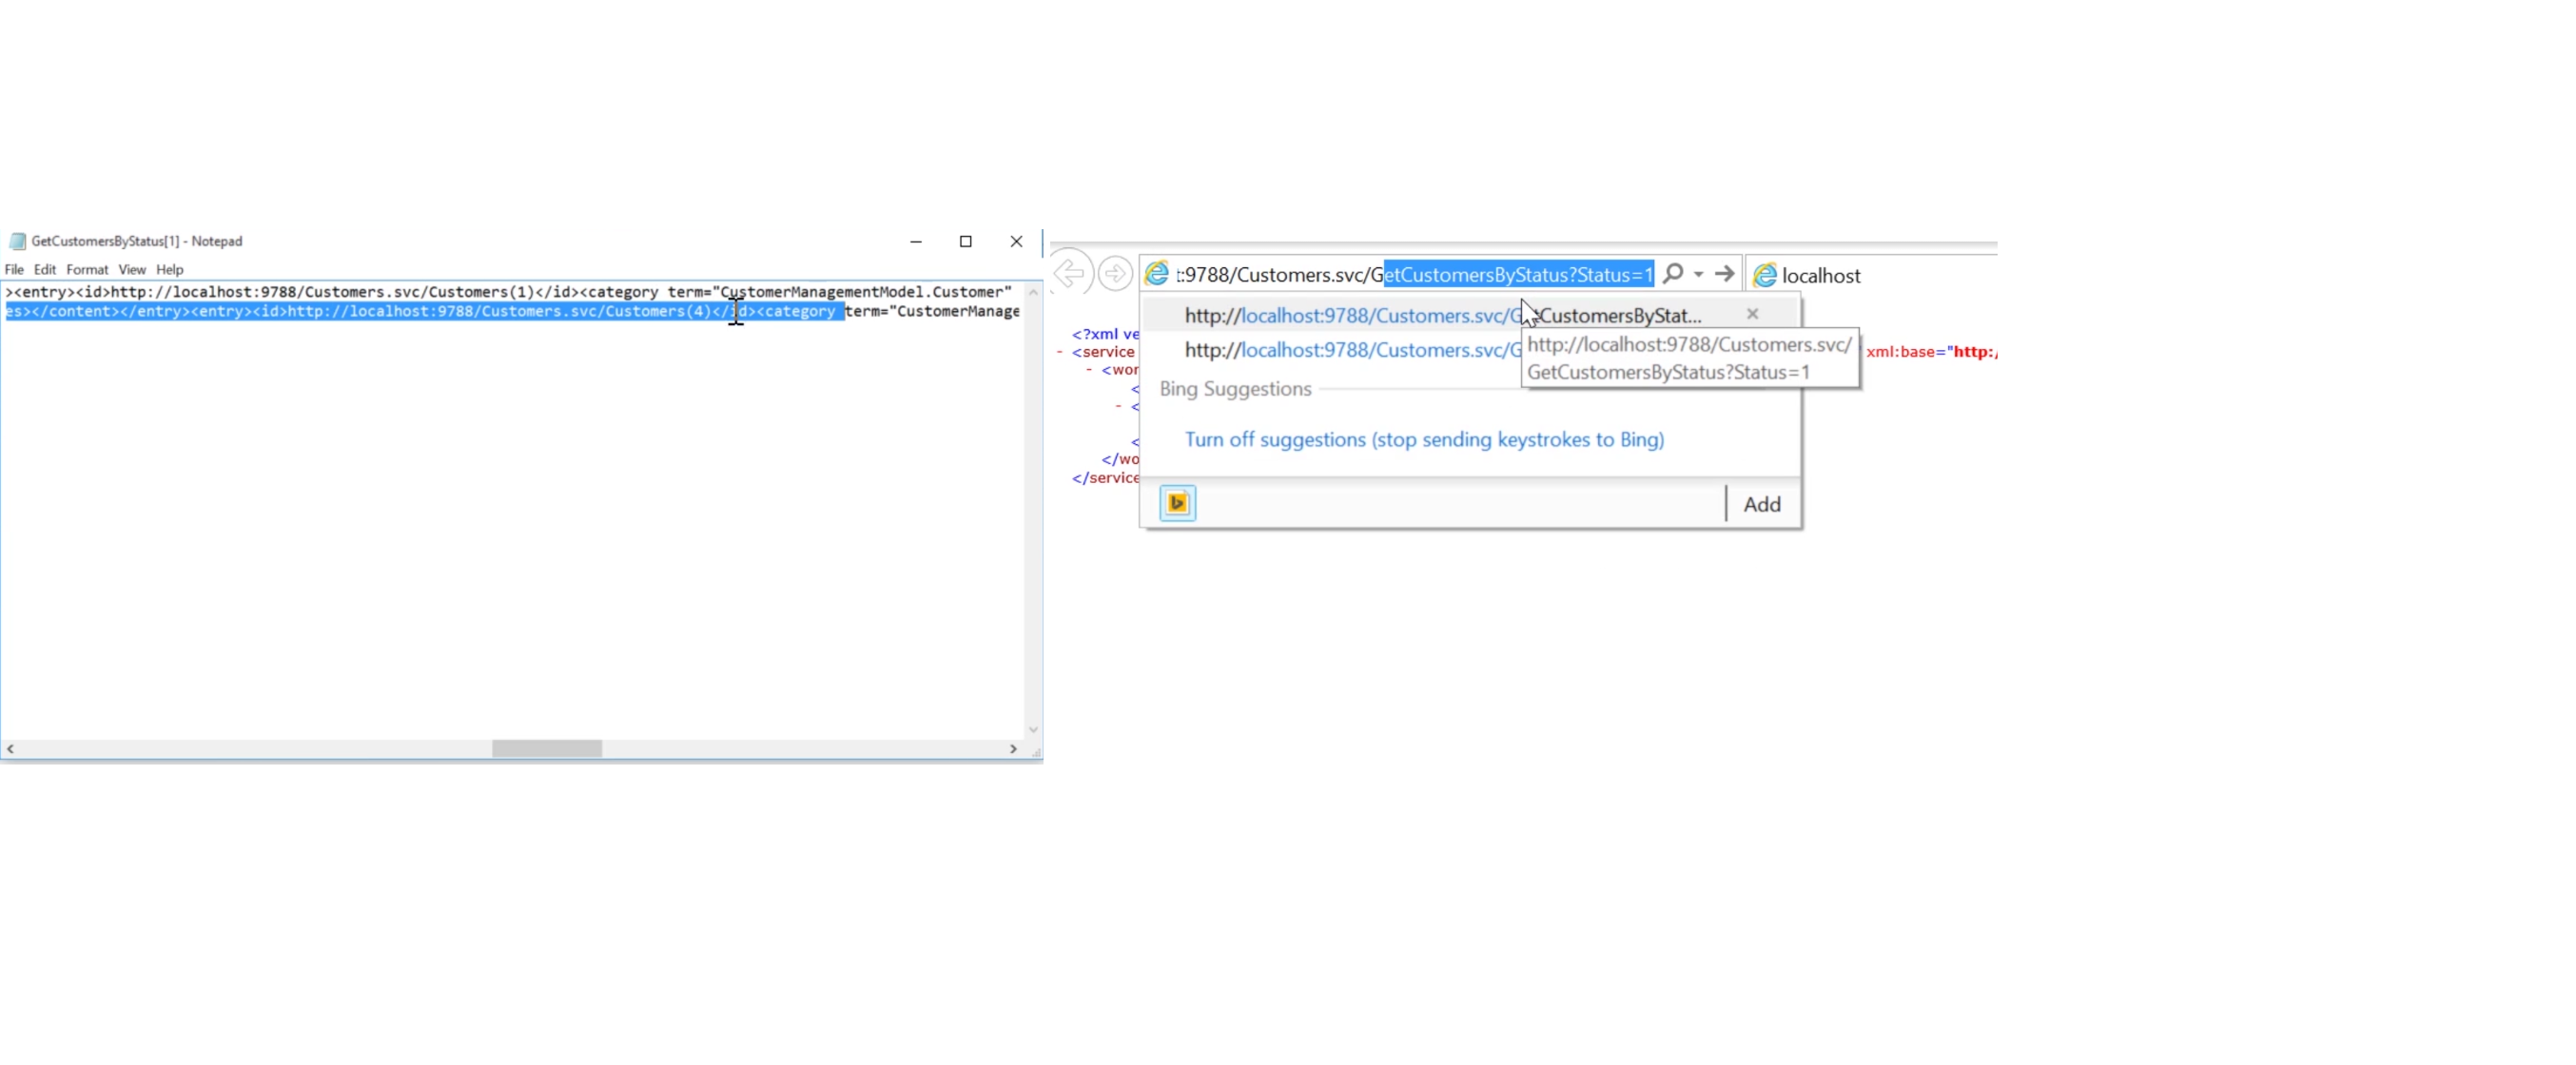 GetCustomersByStatus[1] - Notepad
File Edit Format View Help
><entry><id>http://localhost:9788/Customers.svc/Customers(1)</id><category term="CustomerManagementModel.Customer"
es></content></entry><entry><id>http://localhost:9788/Customers.svc/Customers(4)</id><category term="CustomerManage
t:9788/Customers.svc/GetCustomersByStatus?Status=1
localhost
http://localhost:9788/Customers.svc/GetCustomersByStat...
http://localhost:9788/Customers.svc/G
http://localhost:9788/Customers.svc/
GetCustomersByStatus?Status=1
Bing Suggestions
Turn off suggestions (stop sending keystrokes to Bing)
Add
<?xml ve
- <service
xml:base="http:/
- <wor
<
- <
<
</wo
</service